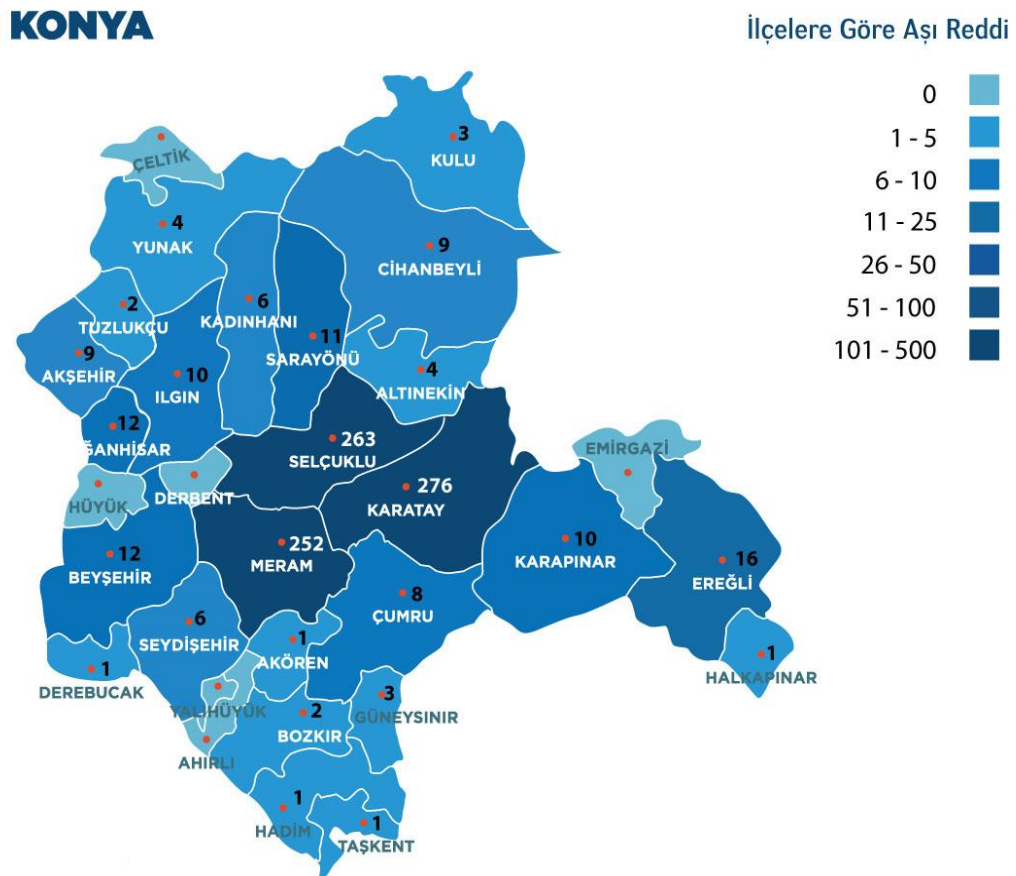 KONYA
İlçelere Göre Aşı Reddi
0
1 - 5
6 - 10
11 - 25
26 - 50
51 - 100
101 - 500
3
KULU
ÇELTİK
4
YUNAK
9
CİHANBEYLİ
2
TUZLUKÇU
6
KADINHANI
11
SARAYÖNÜ
9
AKŞEHİR
10
ILGIN
4
ALTINEKİN
12
ĞANHİSAR
263
SELÇUKLU
EMİRGAZİ
HÜYÜK
DERBENT
276
KARATAY
252
MERAM
12
BEYŞEHİR
10
KARAPINAR
16
EREĞLİ
8
ÇUMRU
6
SEYDİŞEHİR
1
AKÖREN
1
DEREBUCAK
1
HALKAPINAR
YALIHÜYÜK
3
GÜNEYSINIR
2
BOZKIR
AHIRLI
1
HADİM
1
TAŞKENT